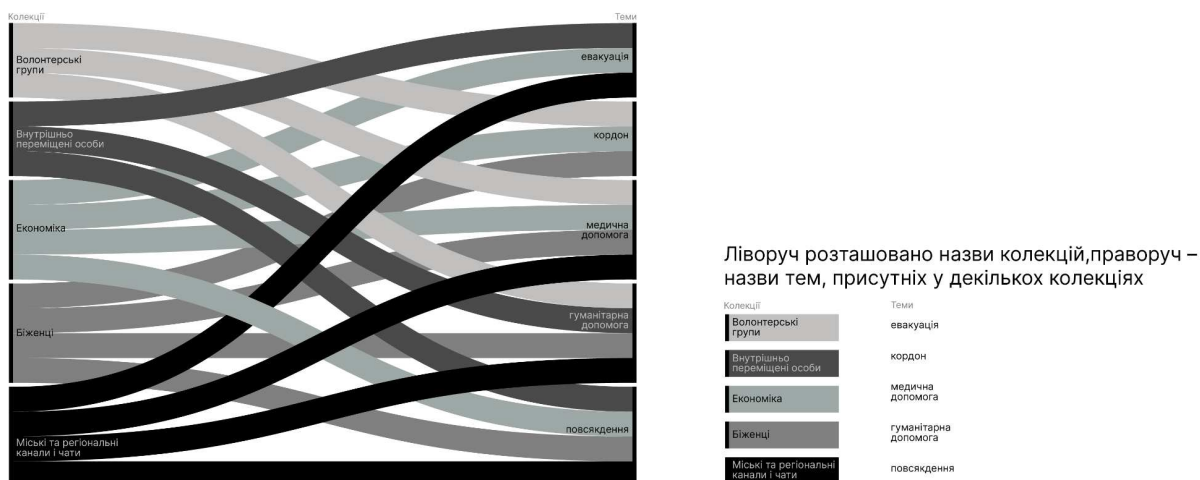 Колекції
Теми
Волонтерські
групи
Внутрішньо
переміщені особи
Економіка
Біженці
Міські та регіональні
канали і чати
евакуація
кордон
медична
допомога
гуманітарна
допомога
повсякдення
Ліворуч розташовано назви колекцій,праворуч –
назви тем, присутніх у декількох колекціях
Колекції
Теми
Волонтерські
групи
евакуація
Внутрішньо
переміщені особи
кордон
Економіка
медична
допомога
Біженці
гуманітарна
допомога
Міські та регіональні
канали і чати
повсякдення